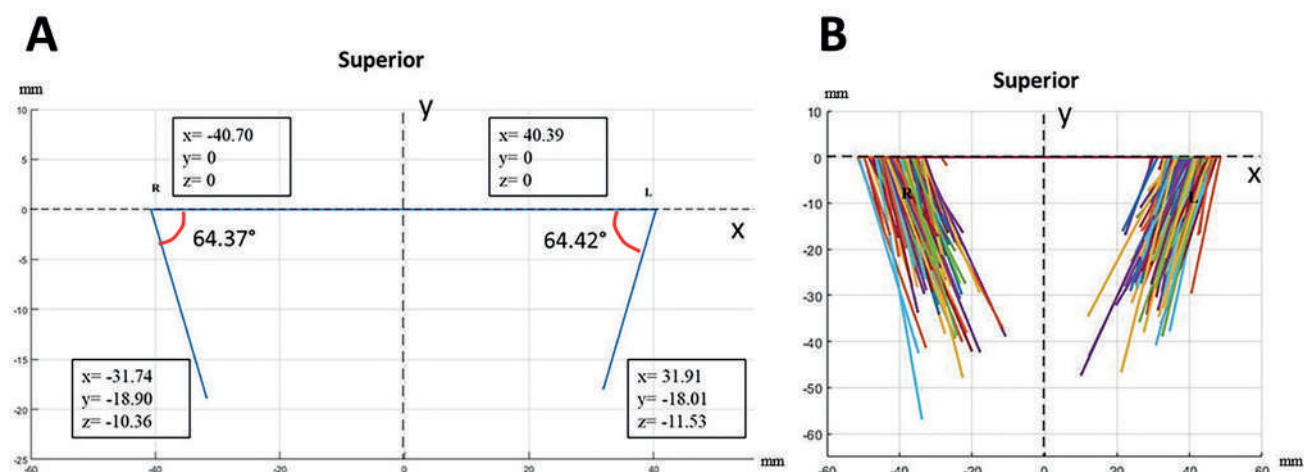 A
Superior
mm
y
10
5
0
-5
-10
-15
-20
-25
x= -40.70
y= 0
z= 0
x= 40.39
y= 0
z= 0
R
L
x
64.37°
64.42°
x= -31.74
y= -18.90
z= -10.36
x= 31.91
y= -18.01
z= -11.53
-60
-40
-20
0
20
40
mm
B
Superior
mm
y
10
0
-10
-20
-30
-40
-50
-60
R
L
x
-60
-40
-20
0
20
40
60
mm